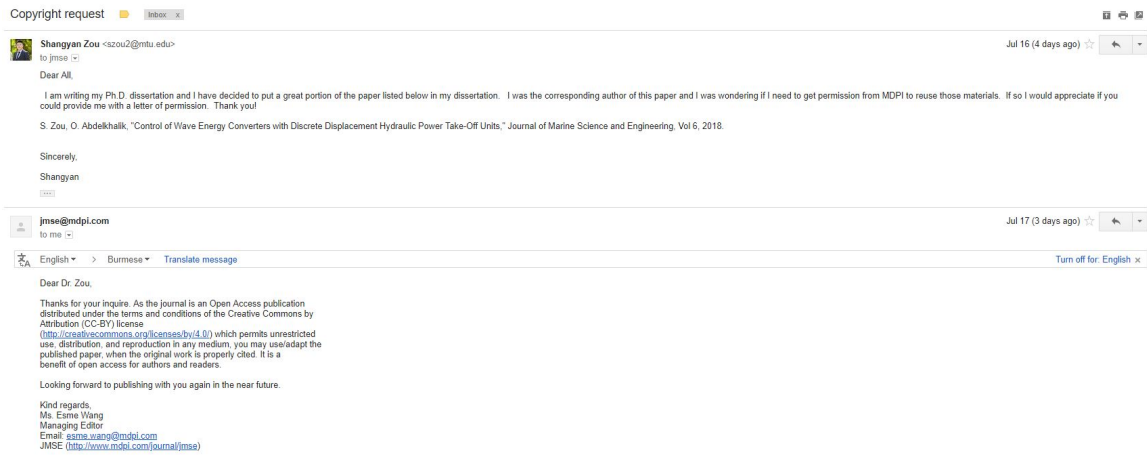 Copyright request
Inbox x
Shangyan Zou <szou2@mtu.edu>
Jul 16 (4 days ago)
to jmse
Dear All,
I am writing my Ph.D. dissertation and I have decided to put a great portion of the paper listed below in my dissertation. I was the corresponding author of this paper and I was wondering if I need to get permission from MDPI to reuse those materials. If so I would appreciate if you
could provide me with a letter of permission. Thank you!
S. Zou, O. Abdelkhalik, "Control of Wave Energy Converters with Discrete Displacement Hydraulic Power Take-Off Units," Journal of Marine Science and Engineering, Vol 6, 2018.
Sincerely,
Shangyan
jmse@mdpi.com
Jul 17 (3 days ago)
to me
English > Burmese Translate message
Turn off for: English x
Dear Dr. Zou,
Thanks for your inquire. As the journal is an Open Access publication
distributed under the terms and conditions of the Creative Commons by
Attribution (CC-BY) license
(http://creativecommons.org/licenses/by/4.0/) which permits unrestricted
use, distribution, and reproduction in any medium, you may use/adapt the
published paper, when the original work is properly cited. It is a
benefit of open access for authors and readers.
Looking forward to publishing with you again in the near future.
Kind regards,
Ms. Esme Wang
Managing Editor
Email: esme.wang@mdpi.com
JMSE (http://www.mdpi.com/journal/jmse)